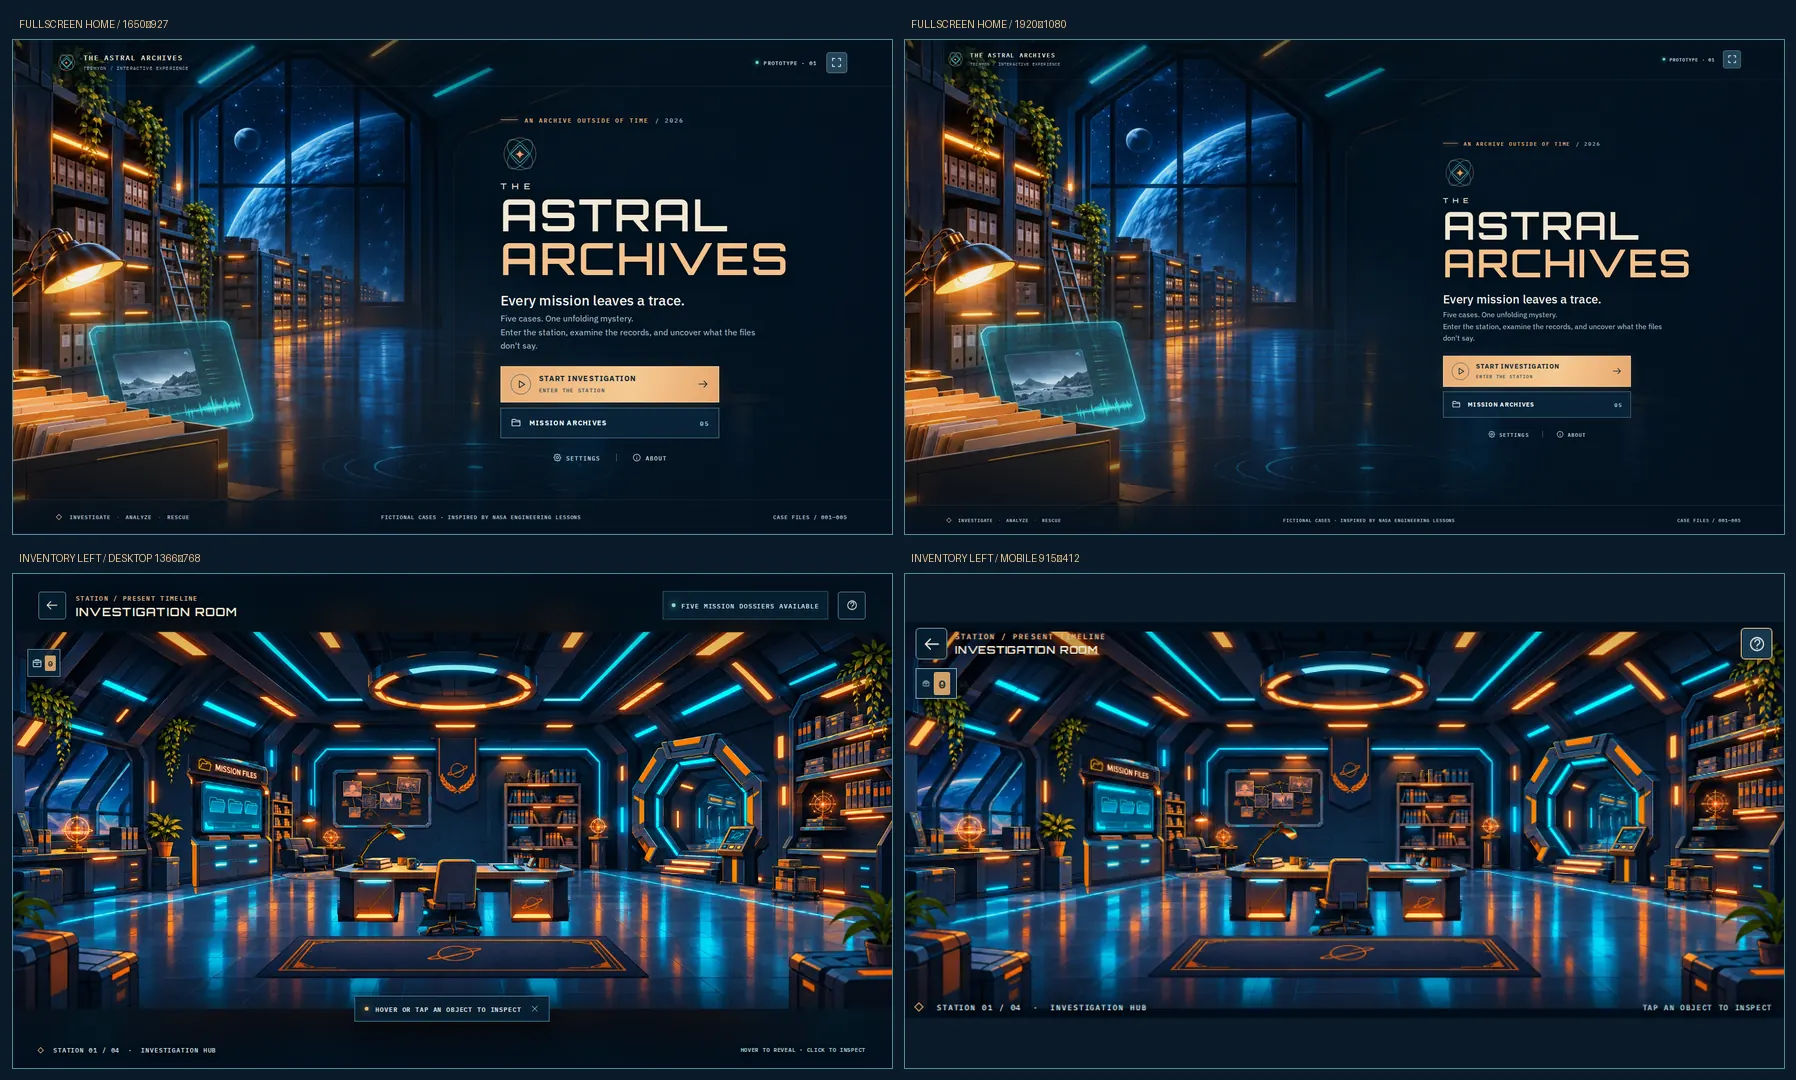 FULLSCREEN HOME / 1650□927
THE ASTRAL ARCHIVES
/ INTERACTIVE EXPERIENCE
PROTOTYPE - 01
AN ARCHIVE OUTSIDE OF TIME / 2026
THE
ASTRAL
ARCHIVES
Every mission leaves a trace.
Five cases. One unfolding mystery.
Enter the station, examine the records, and uncover what the files
don't say.
START INVESTIGATION
ENTER THE STATION
MISSION ARCHIVES 05
SETTINGS | ABOUT
INVESTIGATE · ANALYZE · RESCUE
FICTIONAL CASES · INSPIRED BY NASA ENGINEERING LESSONS
CASE FILES / 001—005
FULLSCREEN HOME / 1920□1080
THE ASTRAL ARCHIVES
/ INTERACTIVE EXPERIENCE
PROTOTYPE - 01
AN ARCHIVE OUTSIDE OF TIME / 2026
THE
ASTRAL
ARCHIVES
Every mission leaves a trace.
Five cases. One unfolding mystery.
Enter the station, examine the records, and uncover what the files
don't say.
START INVESTIGATION
ENTER THE STATION
MISSION ARCHIVES 05
SETTINGS | ABOUT
INVESTIGATE · ANALYZE · RESCUE
FICTIONAL CASES · INSPIRED BY NASA ENGINEERING LESSONS
CASE FILES / 001—005
INVENTORY LEFT / DESKTOP 1366□768
STATION / PRESENT TIMELINE
INVESTIGATION ROOM
FIVE MISSION DOSSIERS AVAILABLE
0
MISSION FILES
HOVER OR TAP AN OBJECT TO INSPECT
STATION 01 / 04 · INVESTIGATION HUB
HOVER TO REVEAL · CLICK TO INSPECT
INVENTORY LEFT / MOBILE 915□412
STATION / PRESENT TIMELINE
INVESTIGATION ROOM
0
MISSION FILES
STATION 01 / 04 · INVESTIGATION HUB
TAP AN OBJECT TO INSPECT